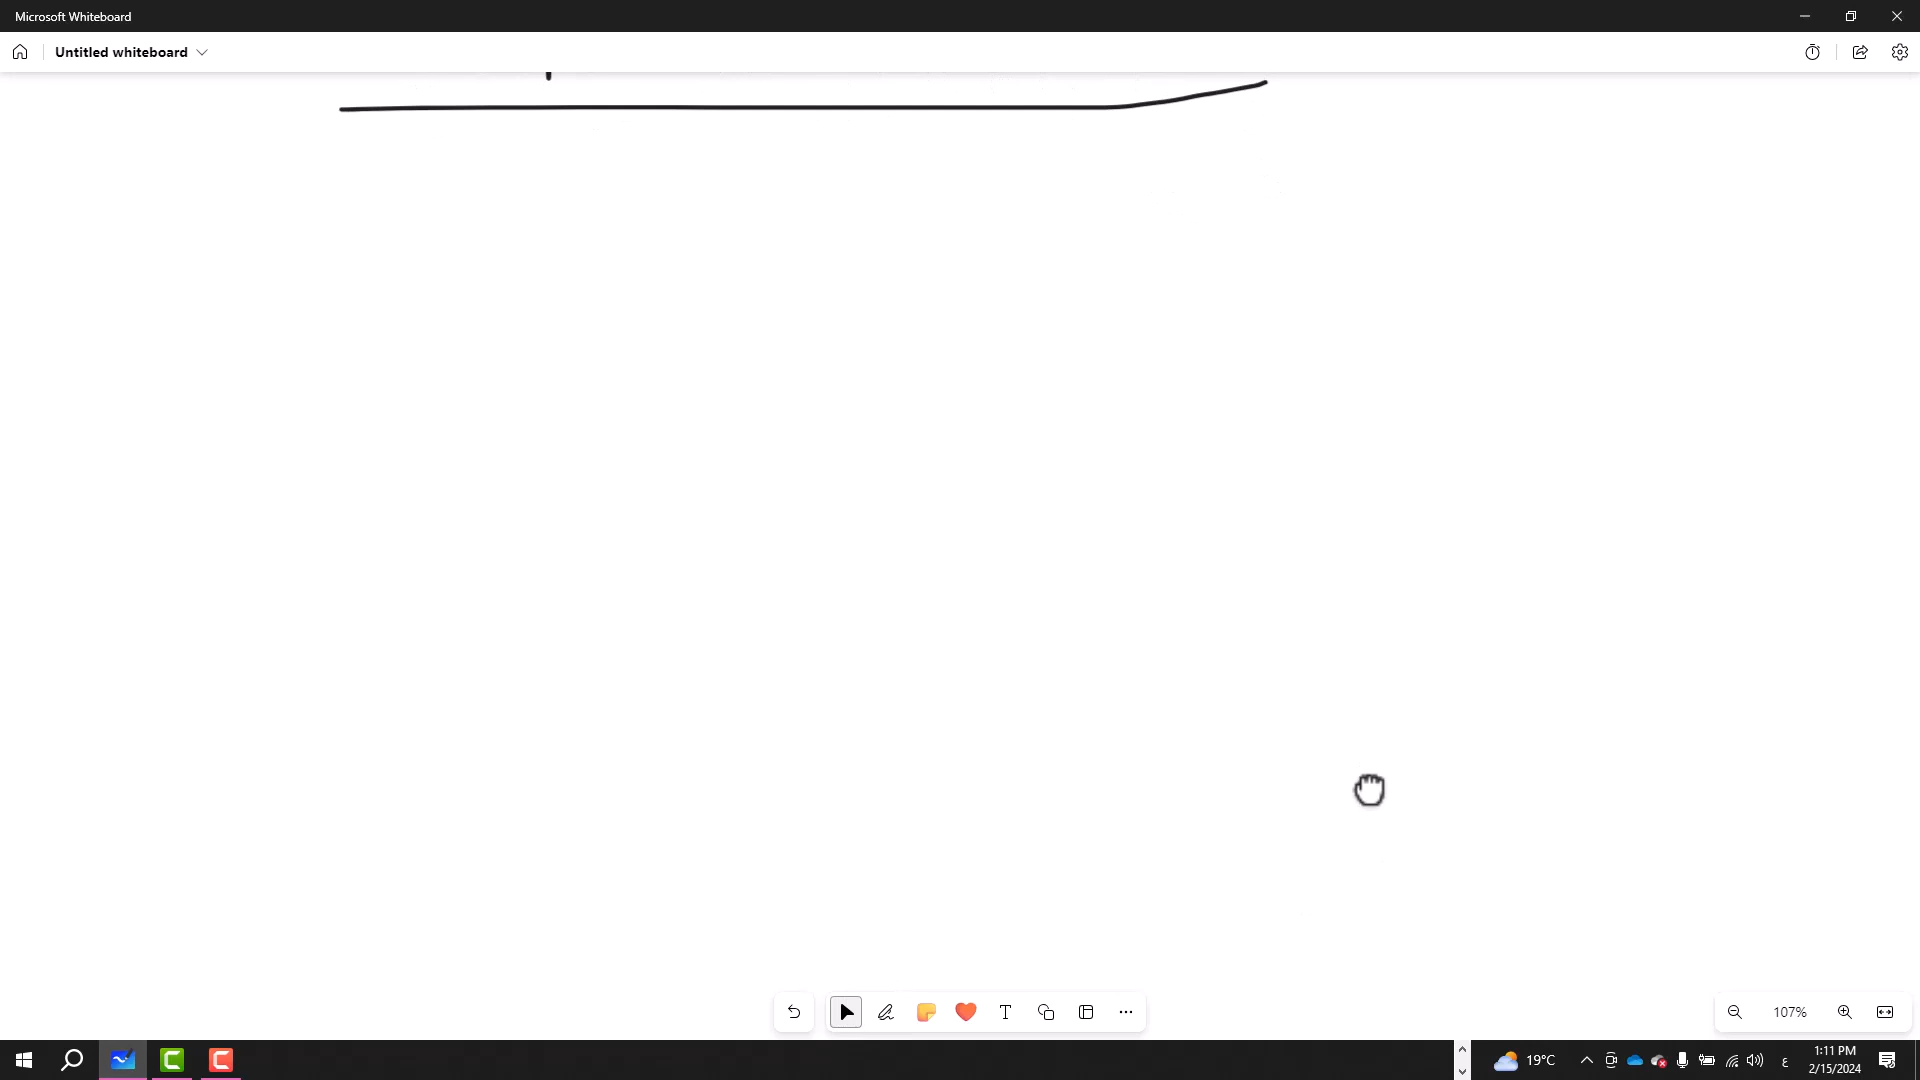 Microsoft Whiteboard
Untitled whiteboard
107%
19°C
ع
1:11 PM
2/15/2024